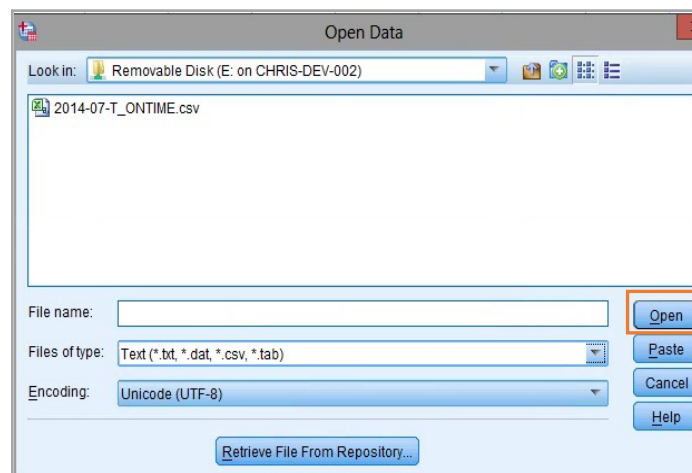 Open Data
Look in: Removable Disk (E: on CHRIS-DEV-002)
2014-07-T_ONTIME.csv
File name:
Open
Files of type: Text (*.txt, *.dat, *.csv, *.tab)
Paste
Encoding: Unicode (UTF-8)
Cancel
Help
Retrieve File From Repository...